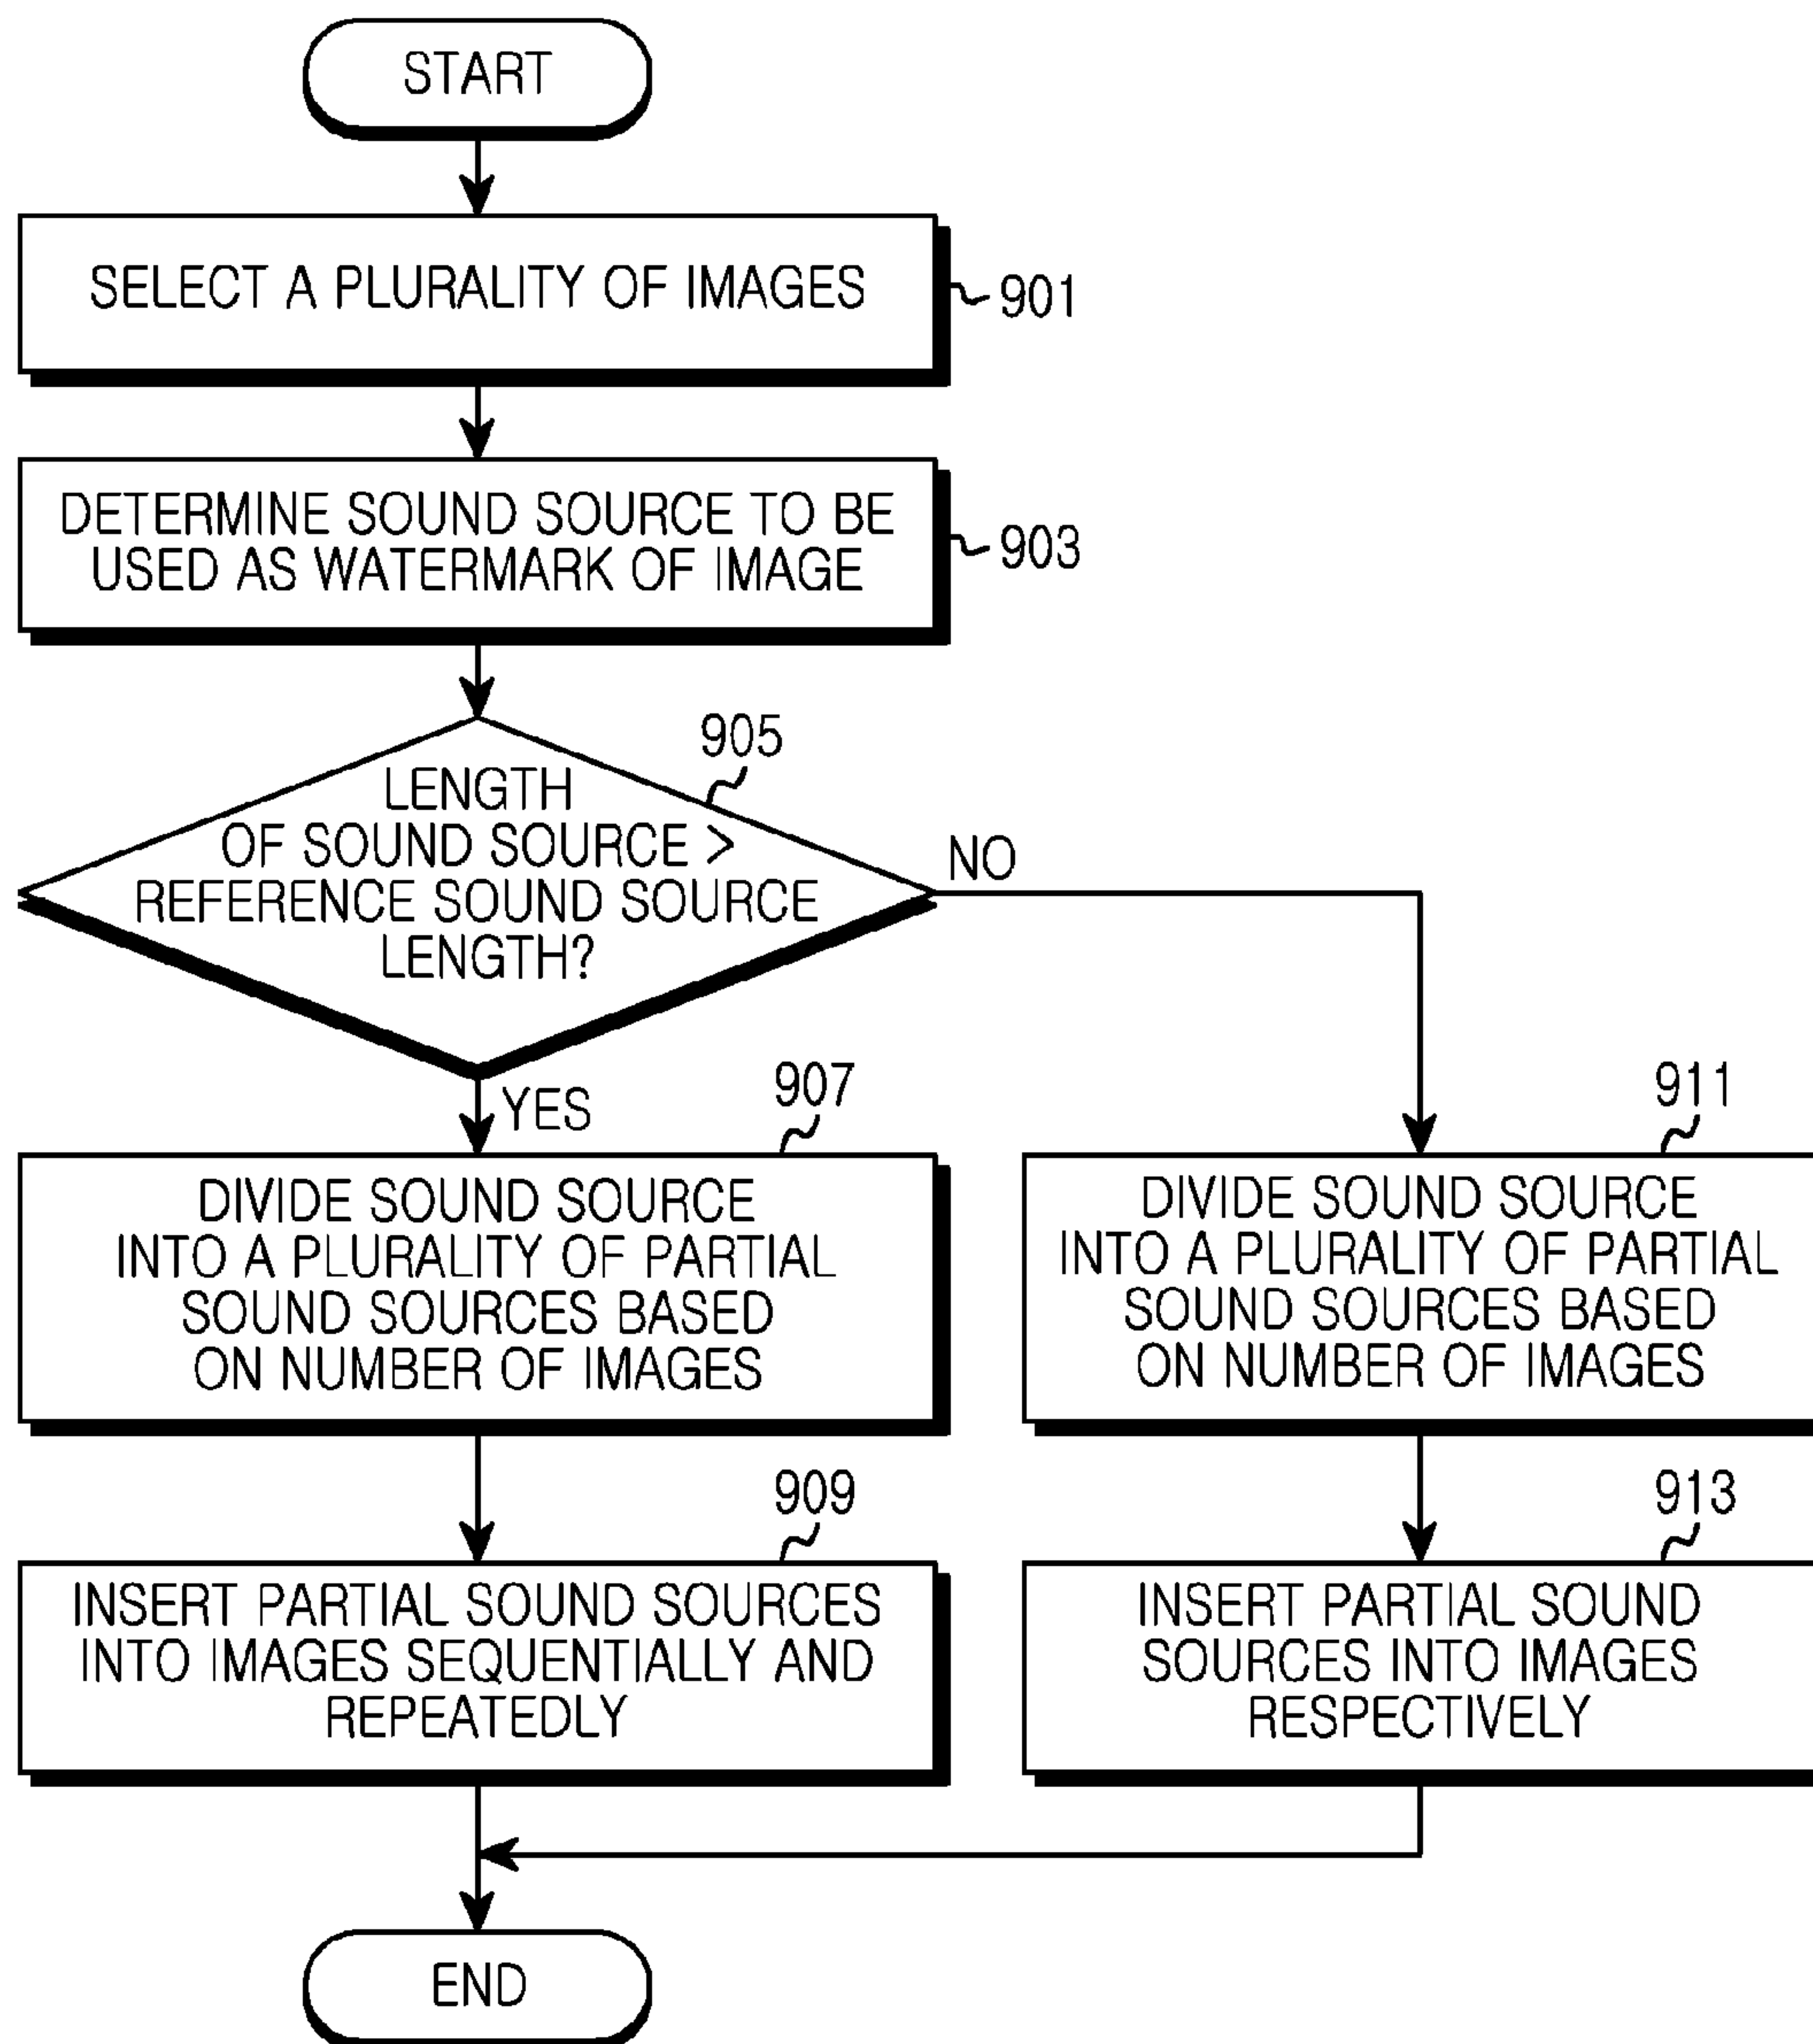 START
SELECT A PLURALITY OF IMAGES
901
DETERMINE SOUND SOURCE TO BE
USED AS WATERMARK OF IMAGE
903
905
LENGTH
OF SOUND SOURCE >
REFERENCE SOUND SOURCE
LENGTH?
NO
YES
907
DIVIDE SOUND SOURCE
INTO A PLURALITY OF PARTIAL
SOUND SOURCES BASED
ON NUMBER OF IMAGES
911
DIVIDE SOUND SOURCE
INTO A PLURALITY OF PARTIAL
SOUND SOURCES BASED
ON NUMBER OF IMAGES
909
INSERT PARTIAL SOUND SOURCES
INTO IMAGES SEQUENTIALLY AND
REPEATEDLY
913
INSERT PARTIAL SOUND
SOURCES INTO IMAGES
RESPECTIVELY
END